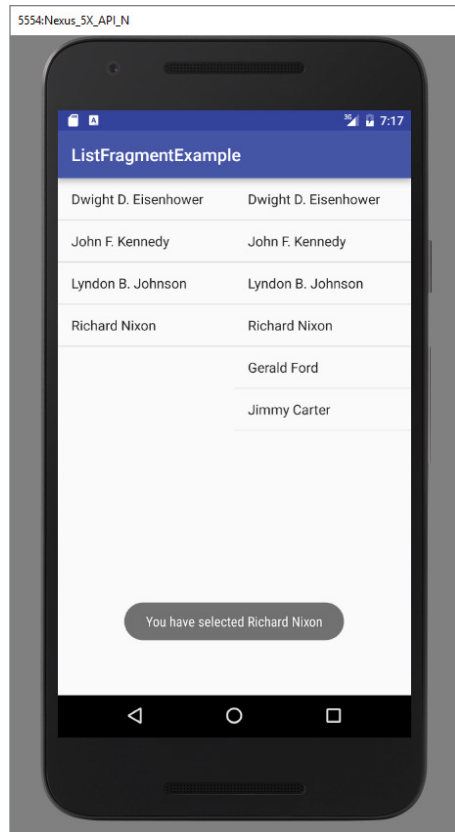 5554:Nexus_5X_API_N
3G 7:17
ListFragmentExample
Dwight D. Eisenhower Dwight D. Eisenhower
John F. Kennedy John F. Kennedy
Lyndon B. Johnson Lyndon B. Johnson
Richard Nixon Richard Nixon
Gerald Ford
Jimmy Carter
You have selected Richard Nixon